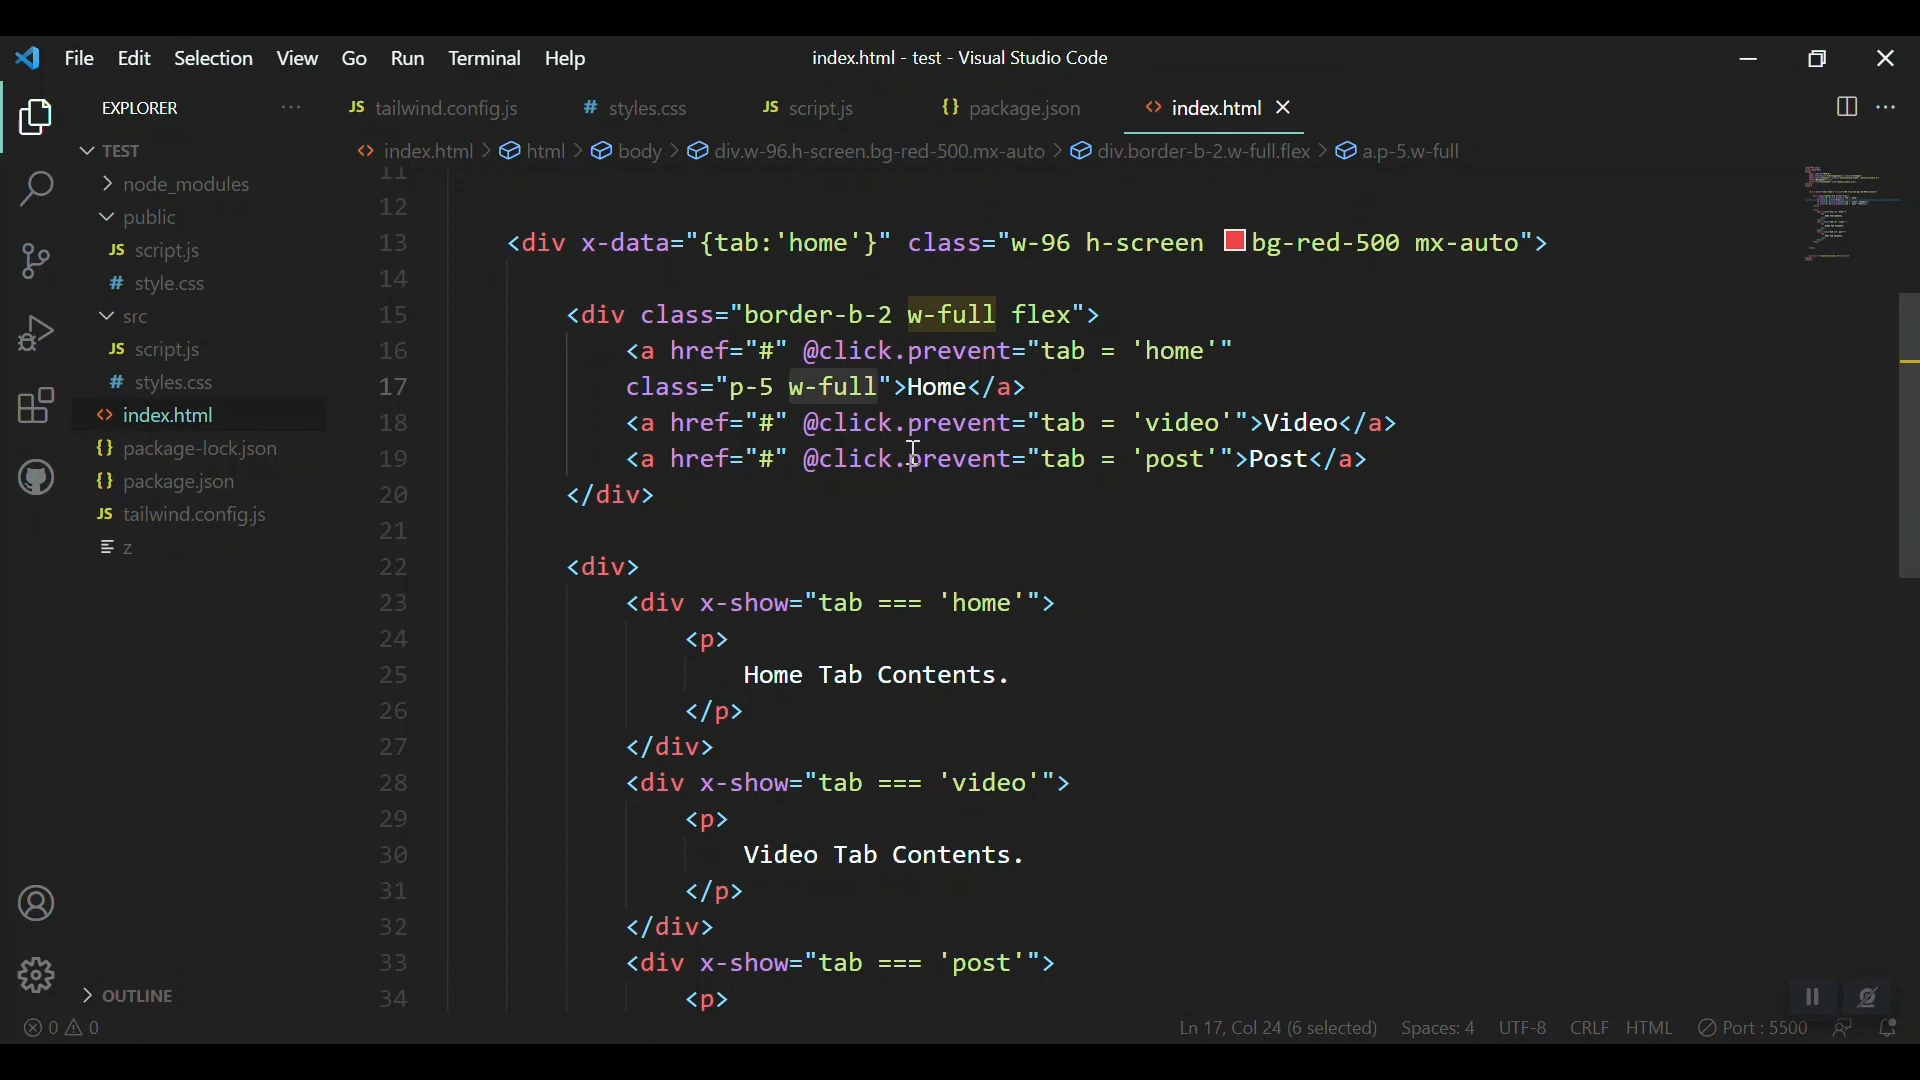 File Edit Selection View Go Run Terminal Help index.html - test - Visual Studio Code
EXPLORER ··· JS tailwind.config.js # styles.css JS script.js {} package.json <> index.html ···
TEST
<> index.html > html > body > div.w-96.h-screen.bg-red-500.mx-auto > div.border-b-2.w-full.flex > a.p-5.w-full
> node_modules
public
JS script.js
# style.css
src
JS script.js
# styles.css
<> index.html
{} package-lock.json
{} package.json
JS tailwind.config.js
z
> OUTLINE
11
12
13 <div x-data="{tab:'home'}" class="w-96 h-screen bg-red-500 mx-auto">
14
15 <div class="border-b-2 w-full flex">
16 <a href="#" @click.prevent="tab = 'home'"
17 class="p-5 w-full">Home</a>
18 <a href="#" @click.prevent="tab = 'video'">Video</a>
19 <a href="#" @click.prevent="tab = 'post'">Post</a>
20 </div>
21
22 <div>
23 <div x-show="tab === 'home'">
24 <p>
25 Home Tab Contents.
26 </p>
27 </div>
28 <div x-show="tab === 'video'">
29 <p>
30 Video Tab Contents.
31 </p>
32 </div>
33 <div x-show="tab === 'post'">
34 <p>
0 0 Ln 17, Col 24 (6 selected) Spaces: 4 UTF-8 CRLF HTML Port : 5500